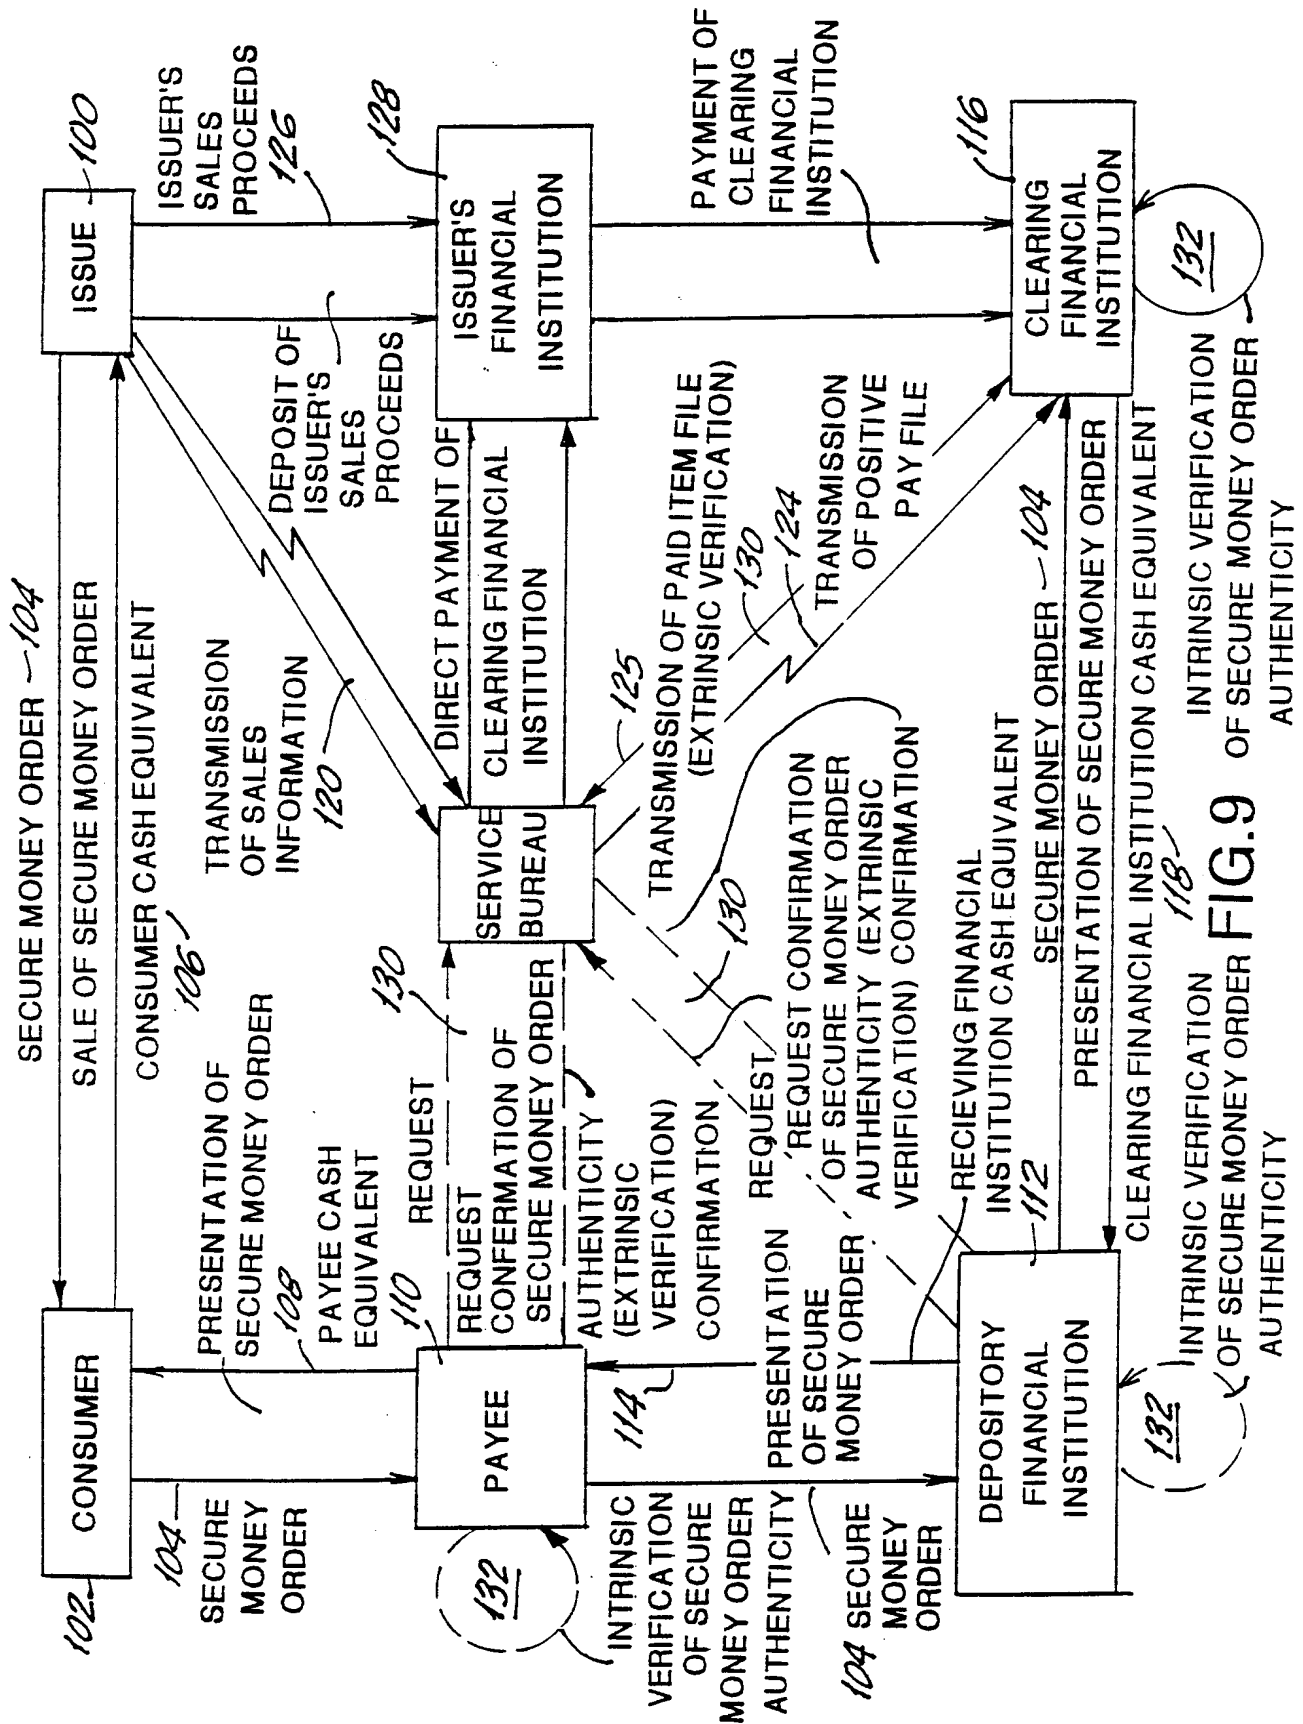 SECURE MONEY ORDER 104
SALE OF SECURE MONEY ORDER
CONSUMER CASH EQUIVALENT
106
102
CONSUMER
ISSUE
100
104
SECURE
MONEY
ORDER
PRESENTATION OF
SECURE MONEY ORDER
108
PAYEE CASH
EQUIVALENT
110
TRANSMISSION
OF SALES
INFORMATION
120
DEPOSIT OF
ISSUER'S
SALES
PROCEEDS
ISSUER'S
SALES
PROCEEDS
126
128
132
PAYEE
REQUEST
130
REQUEST
CONFERMATION OF
SECURE MONEY ORDER
AUTHENTICITY
(EXTRINSIC
VERIFICATION)
CONFIRMATION
SERVICE
BUREAU
DIRECT PAYMENT OF
CLEARING FINANCIAL
INSTITUTION
ISSUER'S
FINANCIAL
INSTITUTION
INTRINSIC
VERIFICATION
OF SECURE
MONEY ORDER
AUTHENTICITY
104 SECURE
MONEY
ORDER
114
PRESENTATION
OF SECURE
MONEY ORDER
REQUEST
130
REQUEST CONFIRMATION
OF SECURE MONEY ORDER
AUTHENTICITY (EXTRINSIC
VERIFICATION) CONFIRMATION
RECIEVING FINANCIAL
INSTITUTION CASH EQUIVALENT
125
TRANSMISSION OF PAID ITEM FILE
(EXTRINSIC VERIFICATION)
130
124
TRANSMISSION
OF POSITIVE
PAY FILE
PAYMENT OF
CLEARING
FINANCIAL
INSTITUTION
116
DEPOSITORY
FINANCIAL
INSTITUTION
112
SECURE MONEY ORDER 104
PRESENTATION OF SECURE MONEY ORDER
CLEARING FINANCIAL INSTITUTION CASH EQUIVALENT
118
CLEARING
FINANCIAL
INSTITUTION
132
INTRINSIC VERIFICATION
OF SECURE MONEY ORDER
AUTHENTICITY
132
INTRINSIC VERIFICATION
OF SECURE MONEY ORDER
AUTHENTICITY
FIG.9